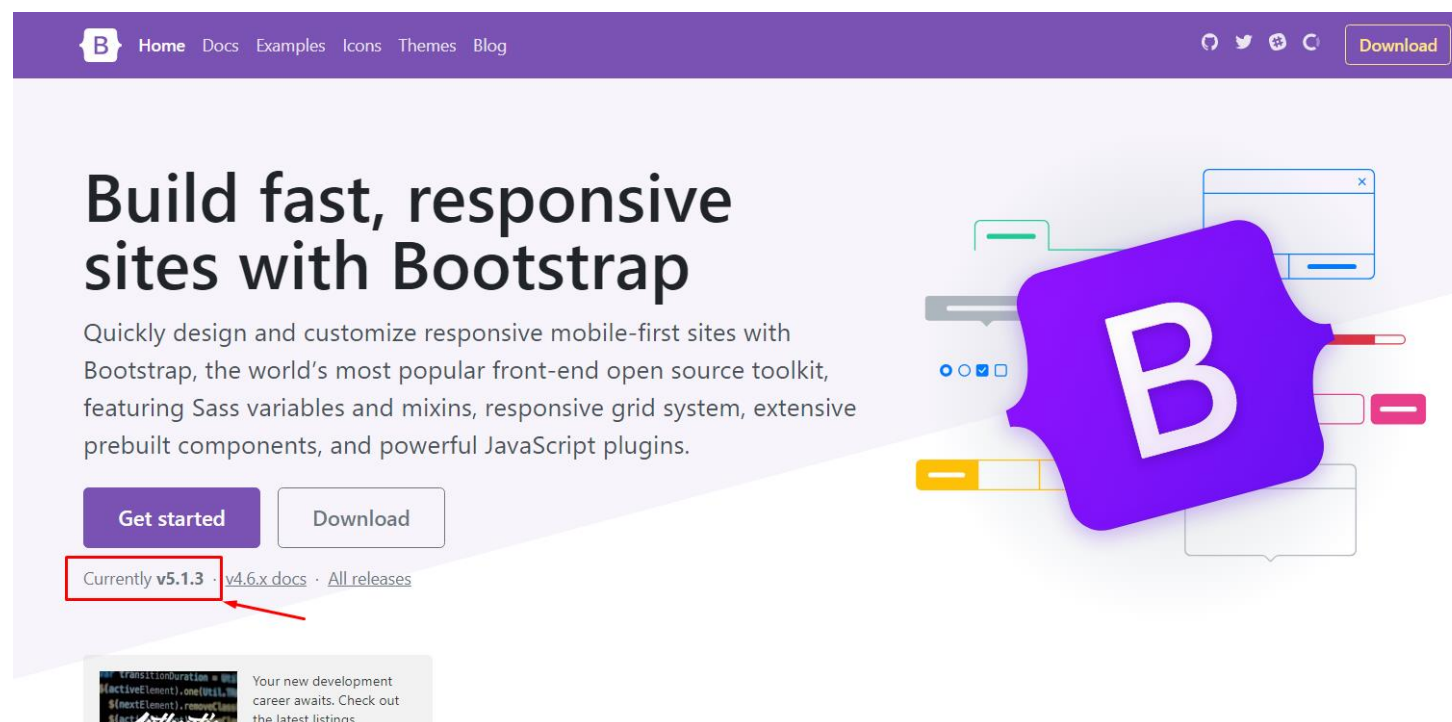 B Home Docs Examples Icons Themes Blog Download
Build fast, responsive
sites with Bootstrap
Quickly design and customize responsive mobile-first sites with
Bootstrap, the world’s most popular front-end open source toolkit,
featuring Sass variables and mixins, responsive grid system, extensive
prebuilt components, and powerful JavaScript plugins.
B
Get started Download
Currently v5.1.3 · v4.6.x docs · All releases
Your new development
career awaits. Check out
the latest listings.